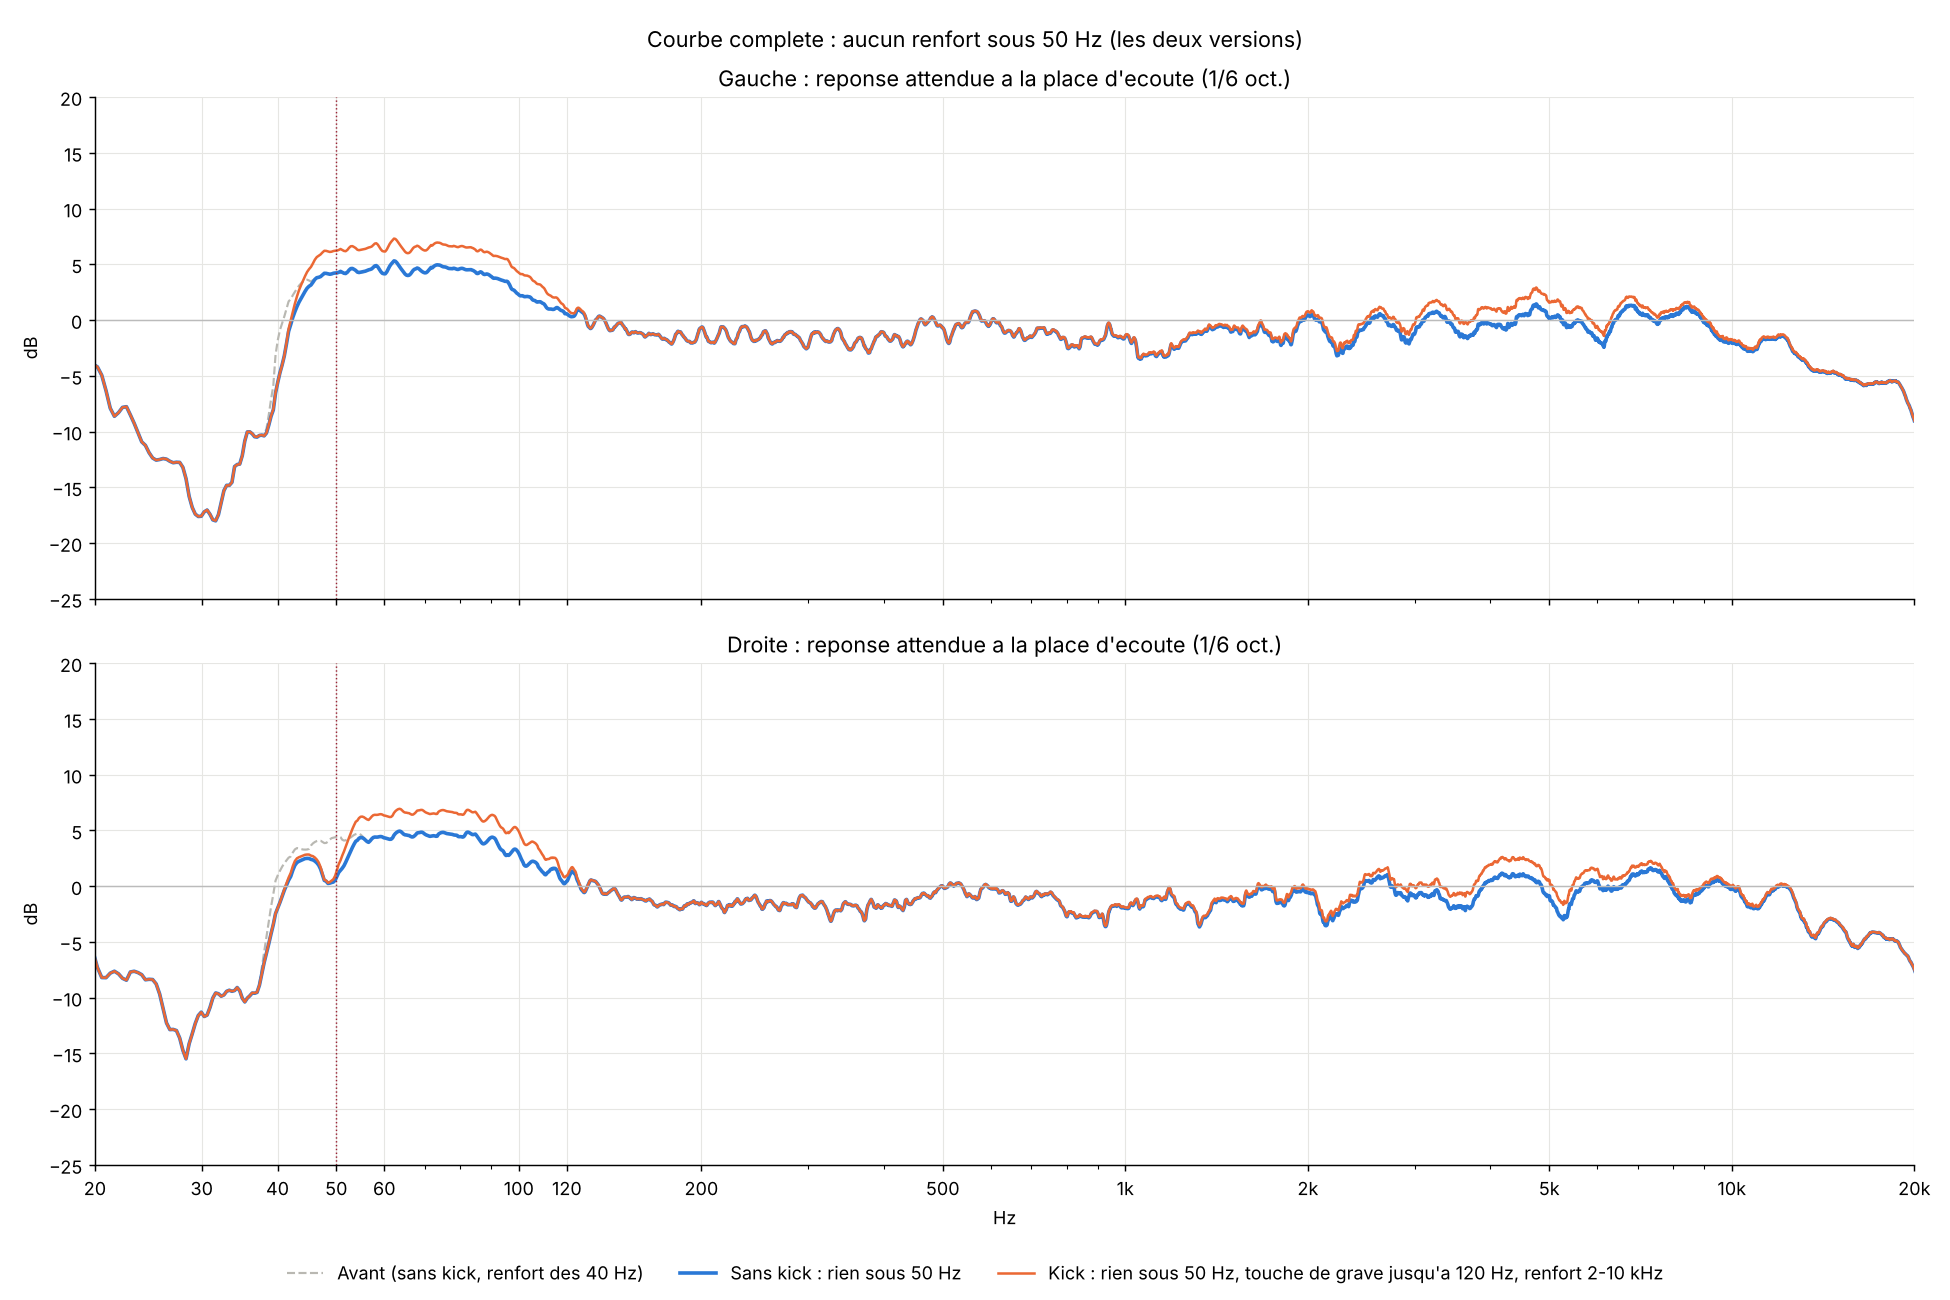 Courbe complete : aucun renfort sous 50 Hz (les deux versions)
Gauche : reponse attendue a la place d'ecoute (1/6 oct.)
20
15
10
5
0
−5
−10
−15
−20
−25
dB
Droite : reponse attendue a la place d'ecoute (1/6 oct.)
20
15
10
5
0
−5
−10
−15
−20
−25
dB
20 30 40 50 60 100 120 200 500 1k 2k 5k 10k 20k
Hz
Avant (sans kick, renfort des 40 Hz) Sans kick : rien sous 50 Hz Kick : rien sous 50 Hz, touche de grave jusqu'a 120 Hz, renfort 2-10 kHz